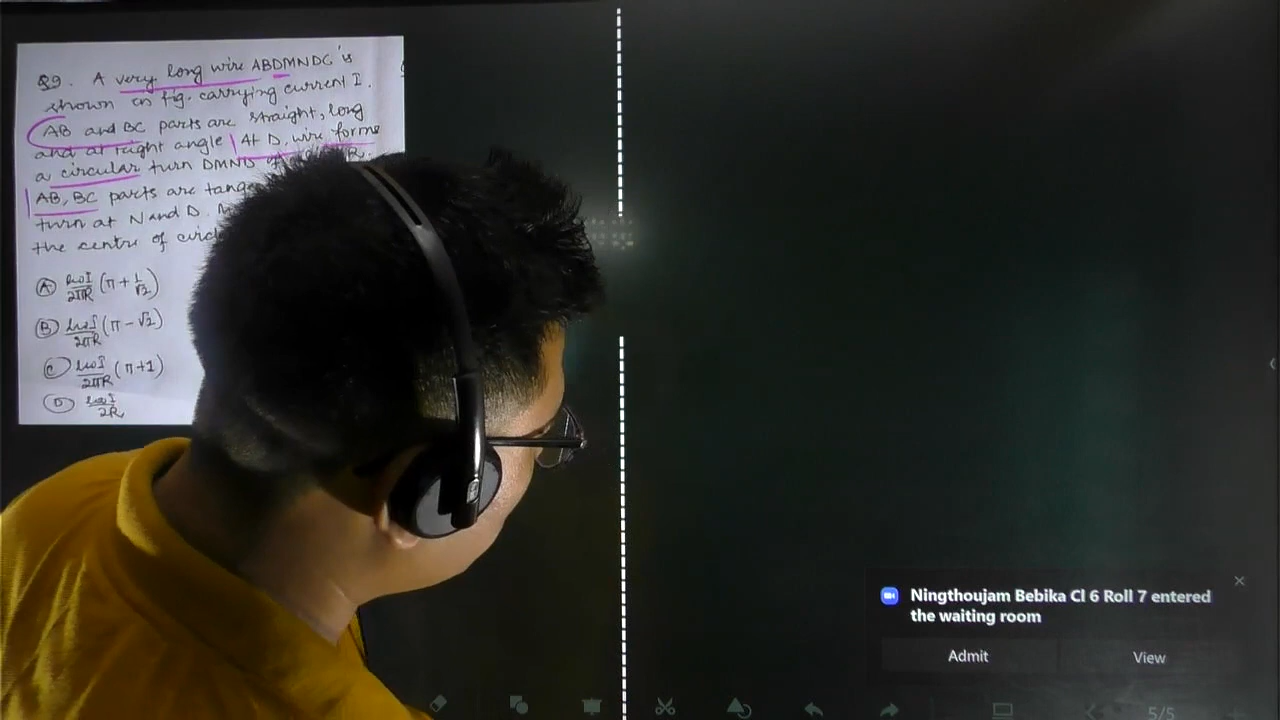 Q9. A very long wire ABDMNDC is
shown in fig. carrying current I.
AB and BC parts are straight, long
and at right angle At D, wire forms
a circular turn DMND of R.
AB, BC parts are tang
turn at N and D.
the centre of circ
(A) μ0I/2πR (π + 1/√2)
(B) μ0I/2πR (π - √2)
(C) μ0I/2πR (π + 1)
(D) μ0I/2R
Ningthoujam Bebika Cl 6 Roll 7 entered
the waiting room
Admit View
5/5